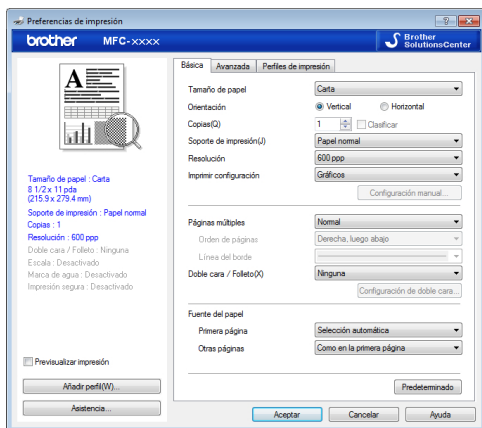 Preferencias de impresión
brother MFC-xxxx
Brother
SolutionsCenter
Básica Avanzada Perfiles de impresión
A
Tamaño de papel : Carta
8 1/2 x 11 pda
(215.9 x 279.4 mm)
Soporte de impresión : Papel normal
Copias : 1
Resolución : 600 ppp
Doble cara / Folleto : Ninguna
Escala : Desactivado
Marca de agua : Desactivado
Impresión segura : Desactivado
Previsualizar impresión
Añadir perfil(W)...
Asistencia...
Tamaño de papel Carta
Orientación Vertical Horizontal
Copias(Q) 1 Clasificar
Soporte de impresión(J) Papel normal
Resolución 600 ppp
Imprimir configuración Gráficos
Configuración manual...
Páginas múltiples Normal
Orden de páginas Derecha, luego abajo
Línea del borde
Doble cara / Folleto(X) Ninguna
Configuración de doble cara...
Fuente del papel
Primera página Selección automática
Otras páginas Como en la primera página
Predeterminado
Aceptar Cancelar Ayuda